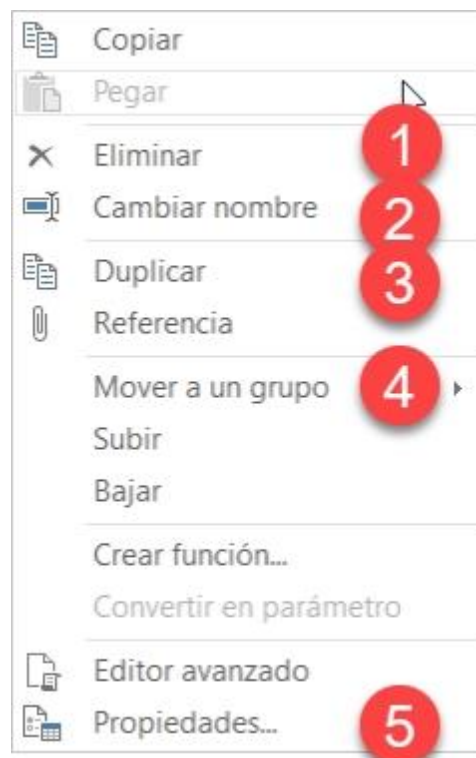 Copiar
Pegar
Eliminar 1
Cambiar nombre 2
Duplicar 3
Referencia
Mover a un grupo 4
Subir
Bajar
Crear función...
Convertir en parámetro
Editor avanzado
Propiedades... 5